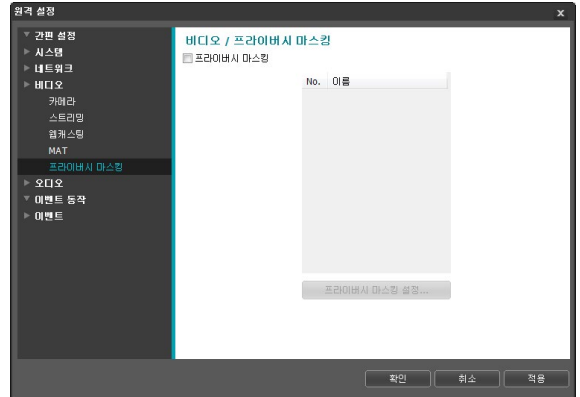 원격 설정
x
간편 설정
시스템
네트워크
비디오
카메라
스트리밍
웹캐스팅
MAT
프라이버시 마스킹
오디오
이벤트 동작
이벤트
비디오 / 프라이버시 마스킹
프라이버시 마스킹
No. 이름
프라이버시 마스킹 설정...
확인 취소 적용